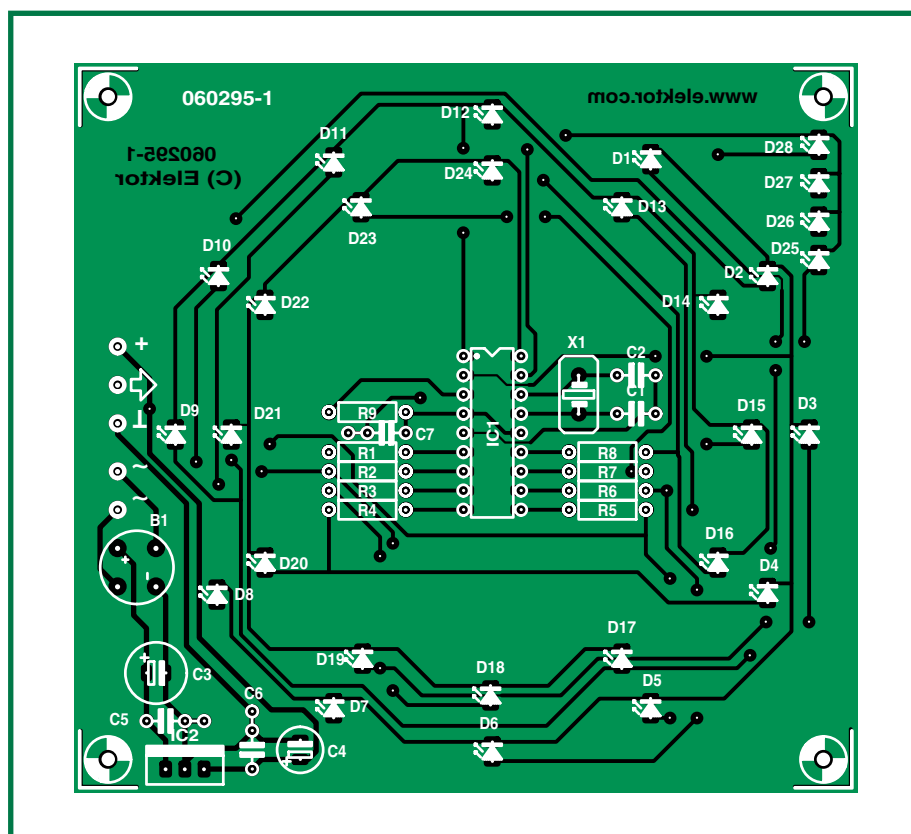 060295-1
www.elektor.com
D12
D11
D1
D28
060295-1
(C) Elektor
D24
D27
D13
D26
D23
D10
D25
D2
D22
D14
+
X1
C2
C1
D9
D21
R9
IC1
D15
D3
⊥
C7
R1
R8
~
R2
R7
R3
R6
~
R4
R5
B1
D16
+
-
D20
D4
D8
D17
D19
D18
+
C3
D5
C6
D7
D6
C5
IC2
C4
+